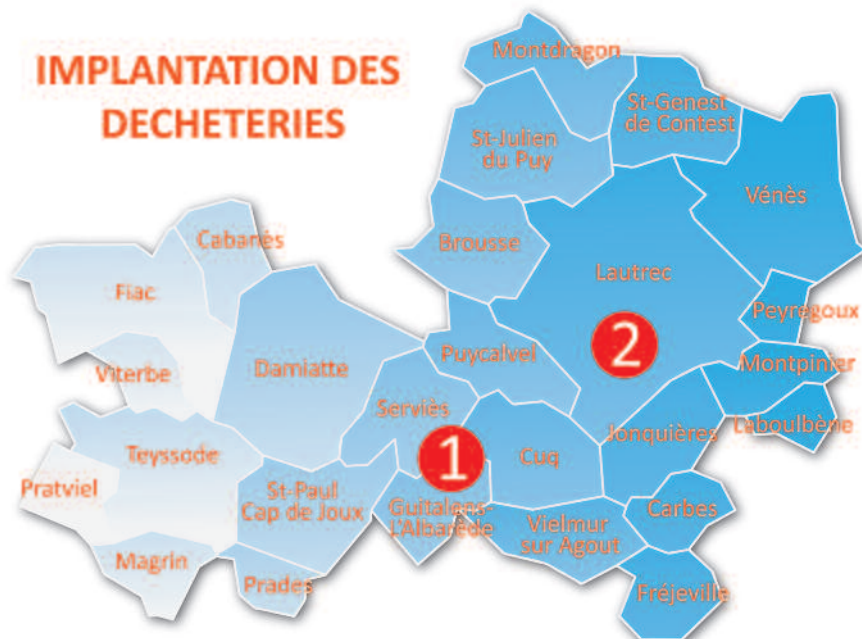 IMPLANTATION DES
DECHETERIES
Montdragon
St-Genest
de Contest
St-Julien
du Puy
Vénès
Cabanès
Brousse
Lautrec
Fiac
Peyregoux
2
Puycalvel
Montpinier
Viterbe
Damiatte
Serviès
Laboulbène
Jonquières
Teyssode
1
Cuq
Pratviel
St-Paul
Cap de Joux
Guitalens-
L'Albarède
Carbes
Vielmur
sur Agout
Magrin
Prades
Fréjeville